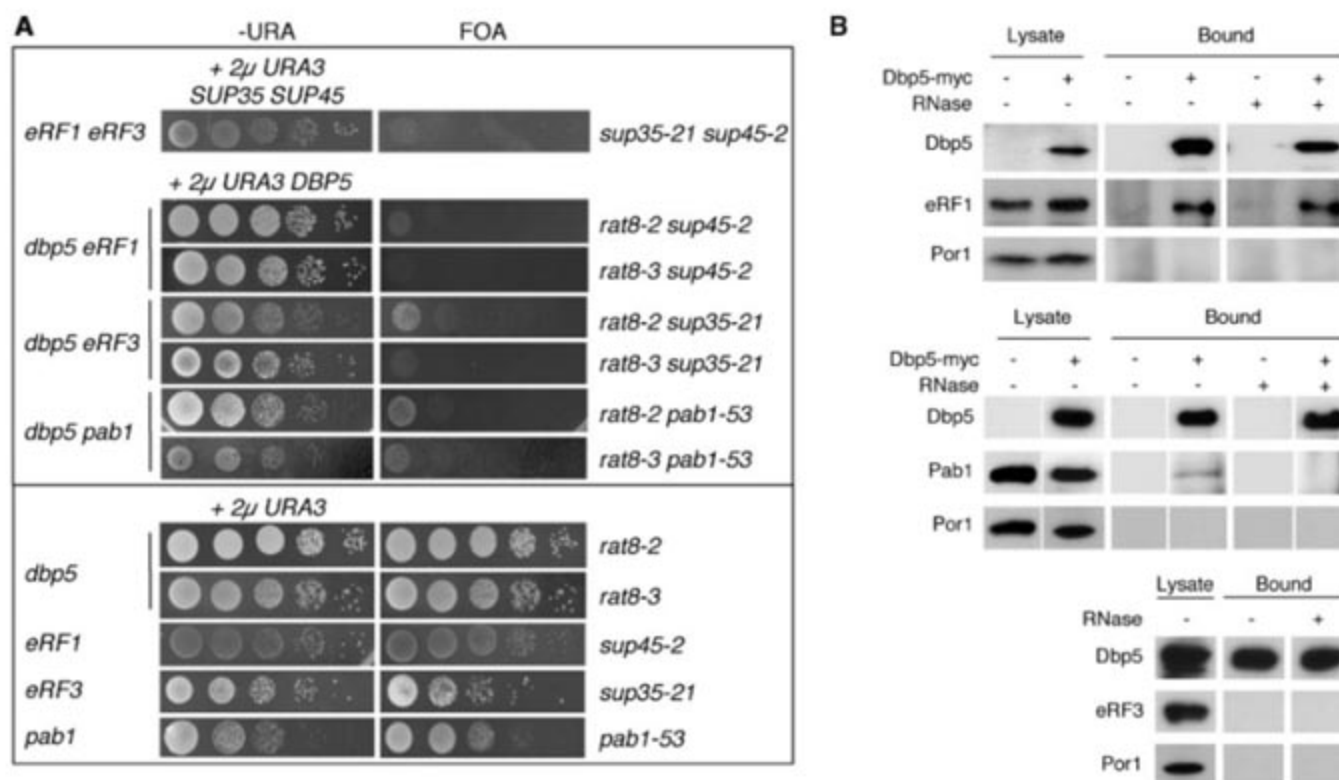 A
-URA FOA
+ 2µ URA3
SUP35 SUP45
eRF1 eRF3 sup35-21 sup45-2
+ 2µ URA3 DBP5
dbp5 eRF1
rat8-2 sup45-2
rat8-3 sup45-2
dbp5 eRF3
rat8-2 sup35-21
rat8-3 sup35-21
dbp5 pab1
rat8-2 pab1-53
rat8-3 pab1-53
+ 2µ URA3
dbp5
rat8-2
rat8-3
eRF1 sup45-2
eRF3 sup35-21
pab1 pab1-53
B
Lysate Bound
Dbp5-myc - + - + - +
RNase - - - - + +
Dbp5
eRF1
Por1
Lysate Bound
Dbp5-myc - + - + - +
RNase - - - - + +
Dbp5
Pab1
Por1
Lysate Bound
RNase - - +
Dbp5
eRF3
Por1